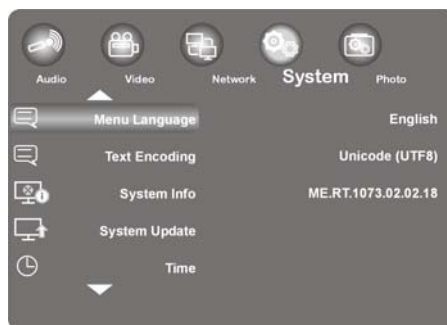 Audio
Video
Network
System
Photo
Menu Language English
Text Encoding Unicode (UTF8)
System Info ME.RT.1073.02.02.18
System Update
Time